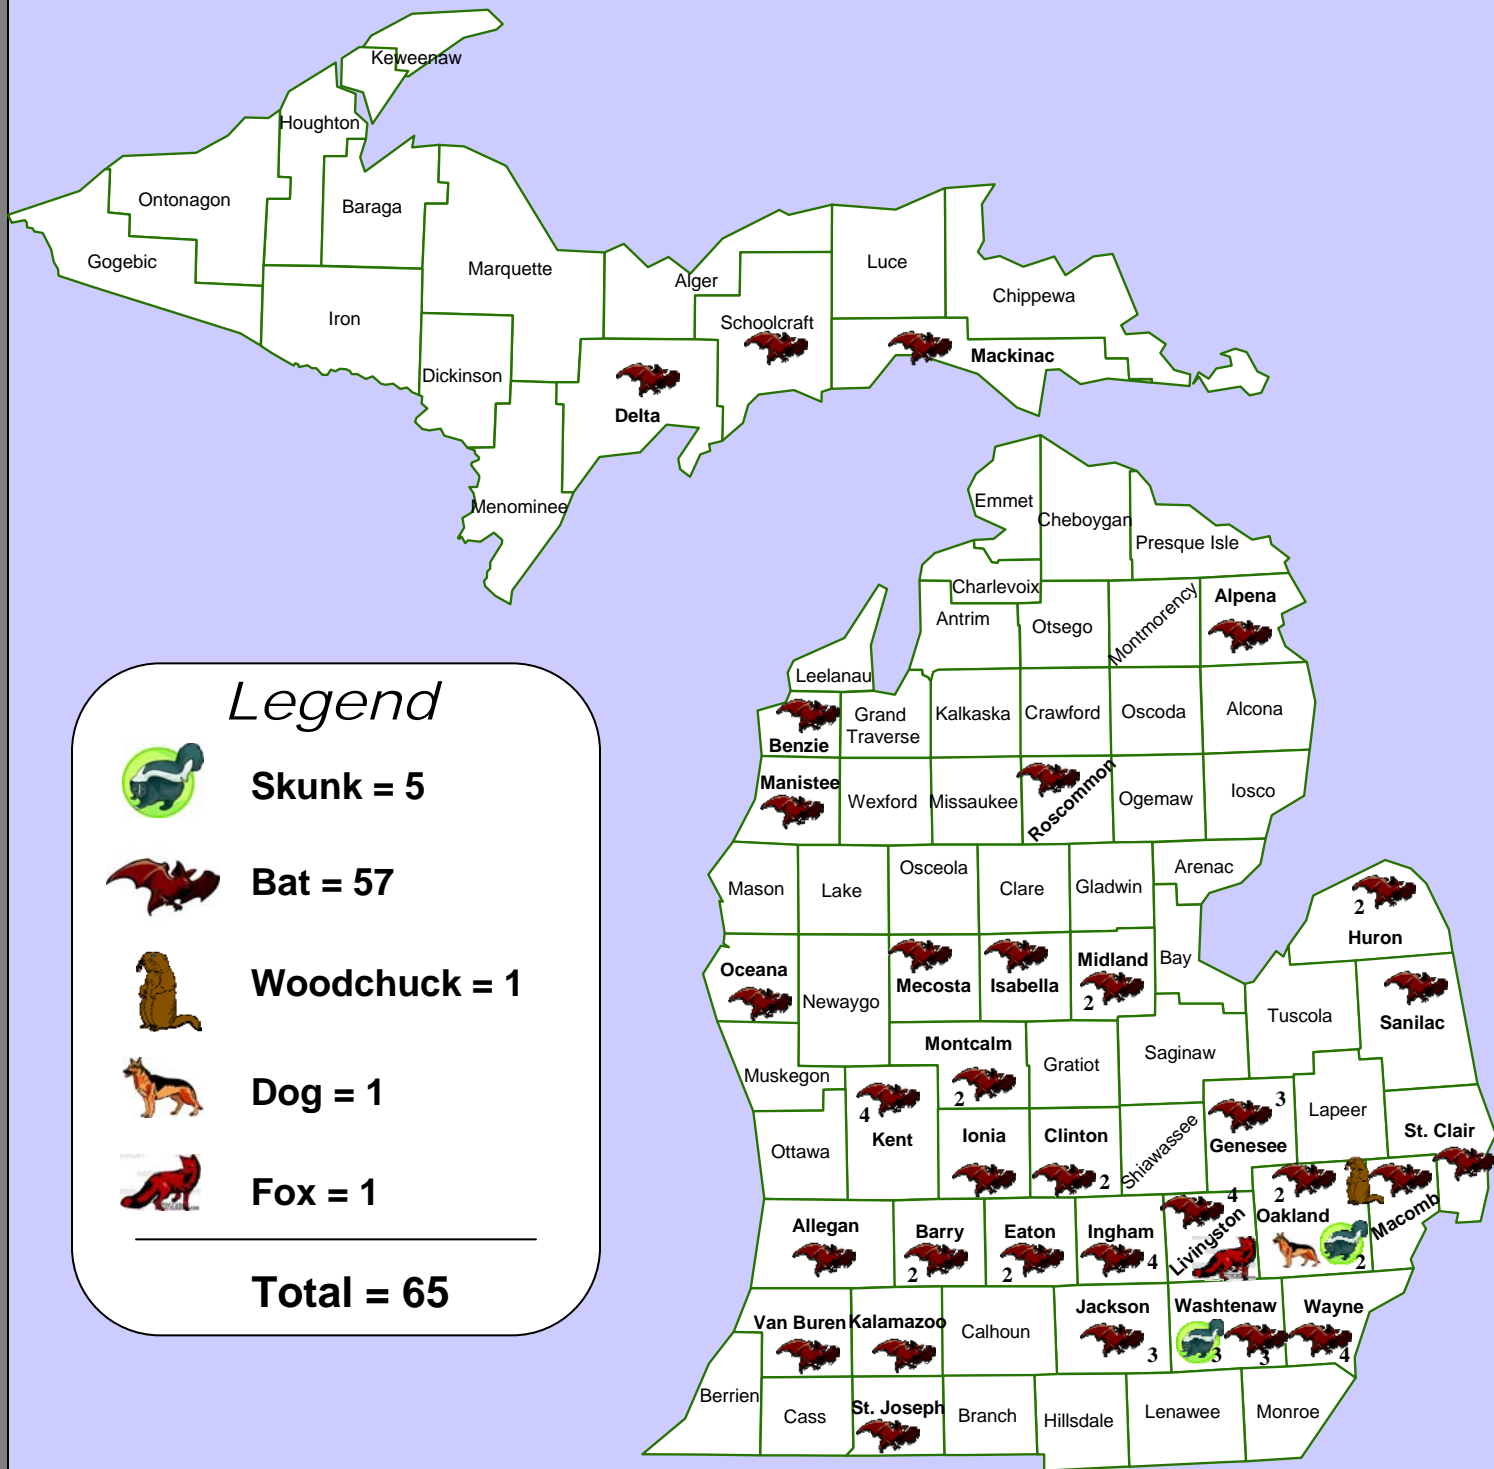 Keweenaw
Houghton
Ontonagon
Baraga
Gogebic
Marquette
Luce
Alger
Chippewa
Iron
Schoolcraft
Mackinac
Dickinson
Delta
Menominee
Emmet
Cheboygan
Presque Isle
Charlevoix
Antrim
Otsego
Montmorency
Alpena
Leelanau
Benzie
Grand
Traverse
Kalkaska
Crawford
Oscoda
Alcona
Manistee
Wexford
Missaukee
Roscommon
Ogemaw
Iosco
Mason
Lake
Osceola
Clare
Gladwin
Arenac
2
Huron
Oceana
Newaygo
Mecosta
Isabella
Midland
2
Bay
Tuscola
Sanilac
Muskegon
Montcalm
2
Gratiot
Saginaw
4
Kent
Ionia
Clinton
2
Shiawassee
3
Genesee
Lapeer
St. Clair
Ottawa
Allegan
Barry
2
Eaton
2
Ingham
4
4
Livingston
2
Oakland
2
Macomb
Van Buren
Kalamazoo
Calhoun
Jackson
3
Washtenaw
3
3
Wayne
4
Berrien
Cass
St. Joseph
Branch
Hillsdale
Lenawee
Monroe
Legend
Skunk = 5
Bat = 57
Woodchuck = 1
Dog = 1
Fox = 1
Total = 65